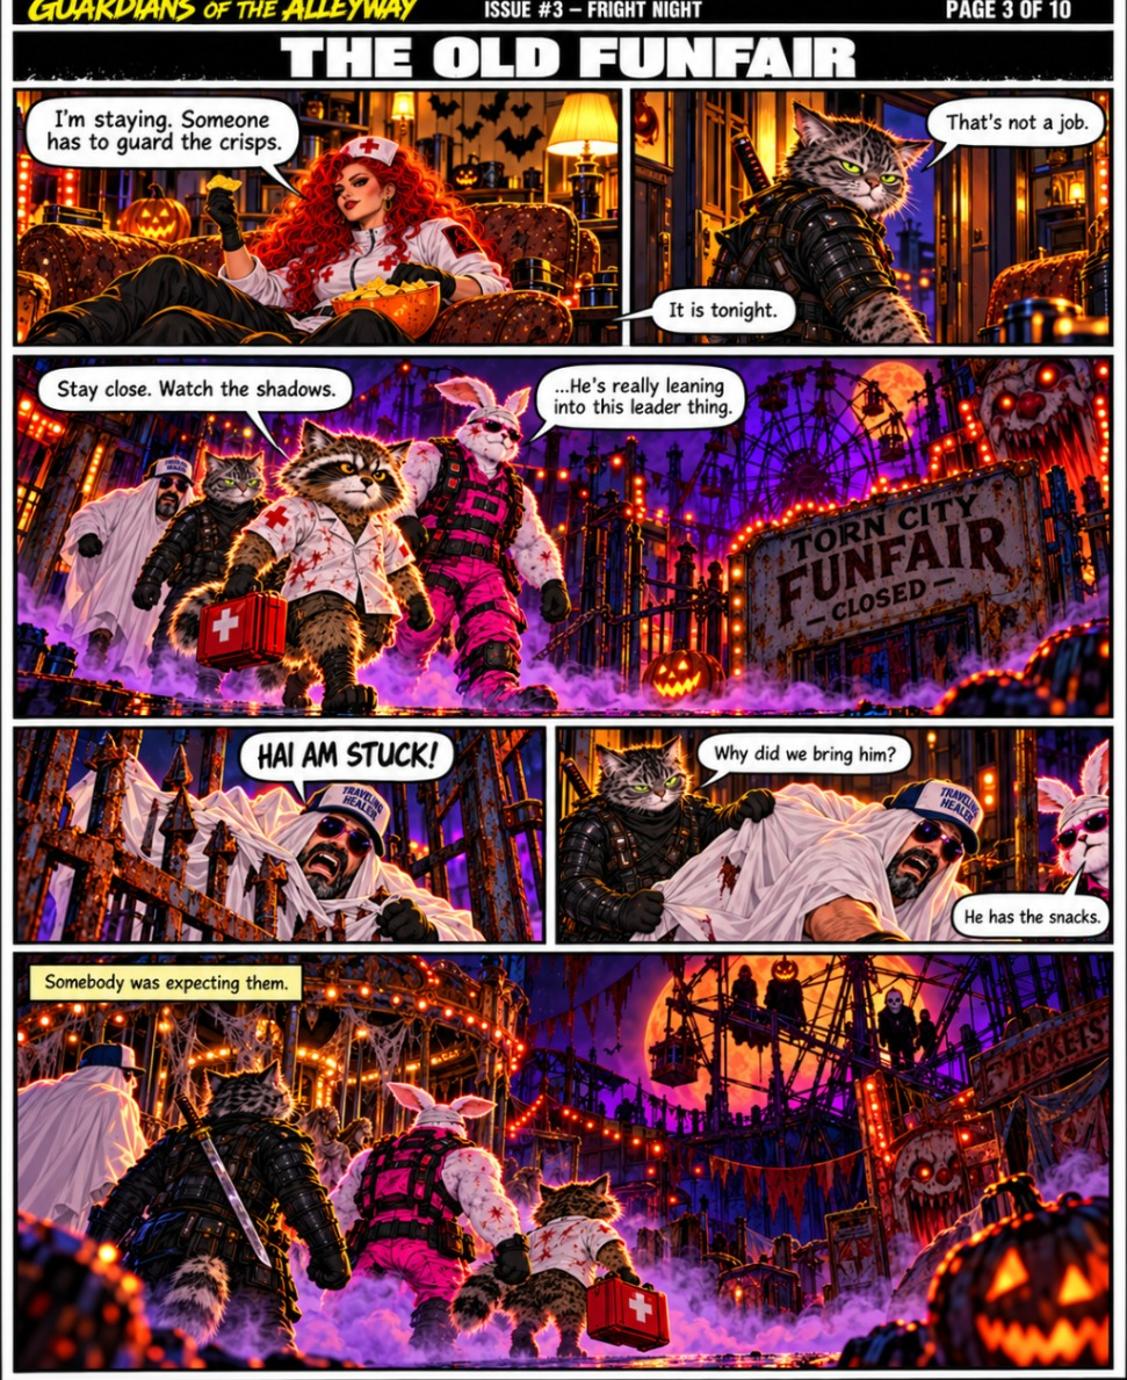 GUARDIANS OF THE ALLEYWAY
ISSUE #3 – FRIGHT NIGHT
PAGE 3 OF 10
THE OLD FUNFAIR
I'm staying. Someone
has to guard the crisps.
That's not a job.
It is tonight.
Stay close. Watch the shadows.
...He's really leaning
into this leader thing.
TORN CITY
FUNFAIR
– CLOSED –
HAI AM STUCK!
TRAVELING
HEALER
Why did we bring him?
TRAVELING
HEALER
He has the snacks.
Somebody was expecting them.
TICKETS